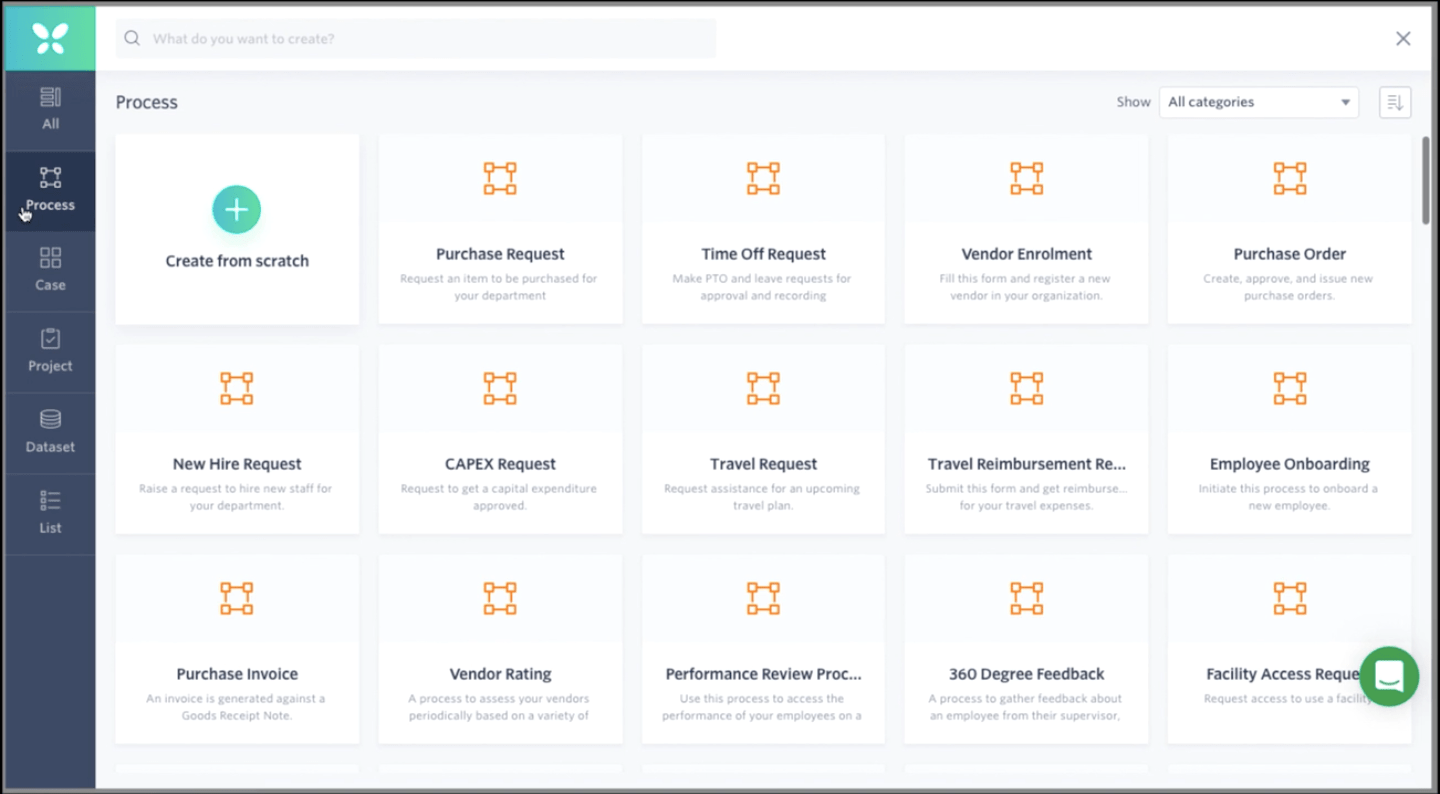 What do you want to create?
All
Process
Case
Project
Dataset
List
Process
Show
All categories
Create from scratch
Purchase Request
Request an item to be purchased for
your department
Time Off Request
Make PTO and leave requests for
approval and recording
Vendor Enrolment
Fill this form and register a new
vendor in your organization.
Purchase Order
Create, approve, and issue new
purchase orders.
New Hire Request
Raise a request to hire new staff for
your department.
CAPEX Request
Request to get a capital expenditure
approved.
Travel Request
Request assistance for an upcoming
travel plan.
Travel Reimbursement Re...
Submit this form and get reimburse...
for your travel expenses.
Employee Onboarding
Initiate this process to onboard a
new employee.
Purchase Invoice
An invoice is generated against a
Goods Receipt Note.
Vendor Rating
A process to assess your vendors
periodically based on a variety of
Performance Review Proc...
Use this process to access the
performance of your employees on a
360 Degree Feedback
A process to gather feedback about
an employee from their supervisor,
Facility Access Reque
Request access to use a facility